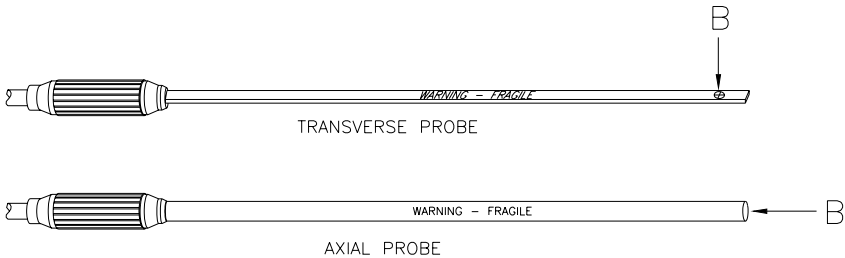 B
WARNING - FRAGILE
TRANSVERSE PROBE
WARNING - FRAGILE
B
AXIAL PROBE